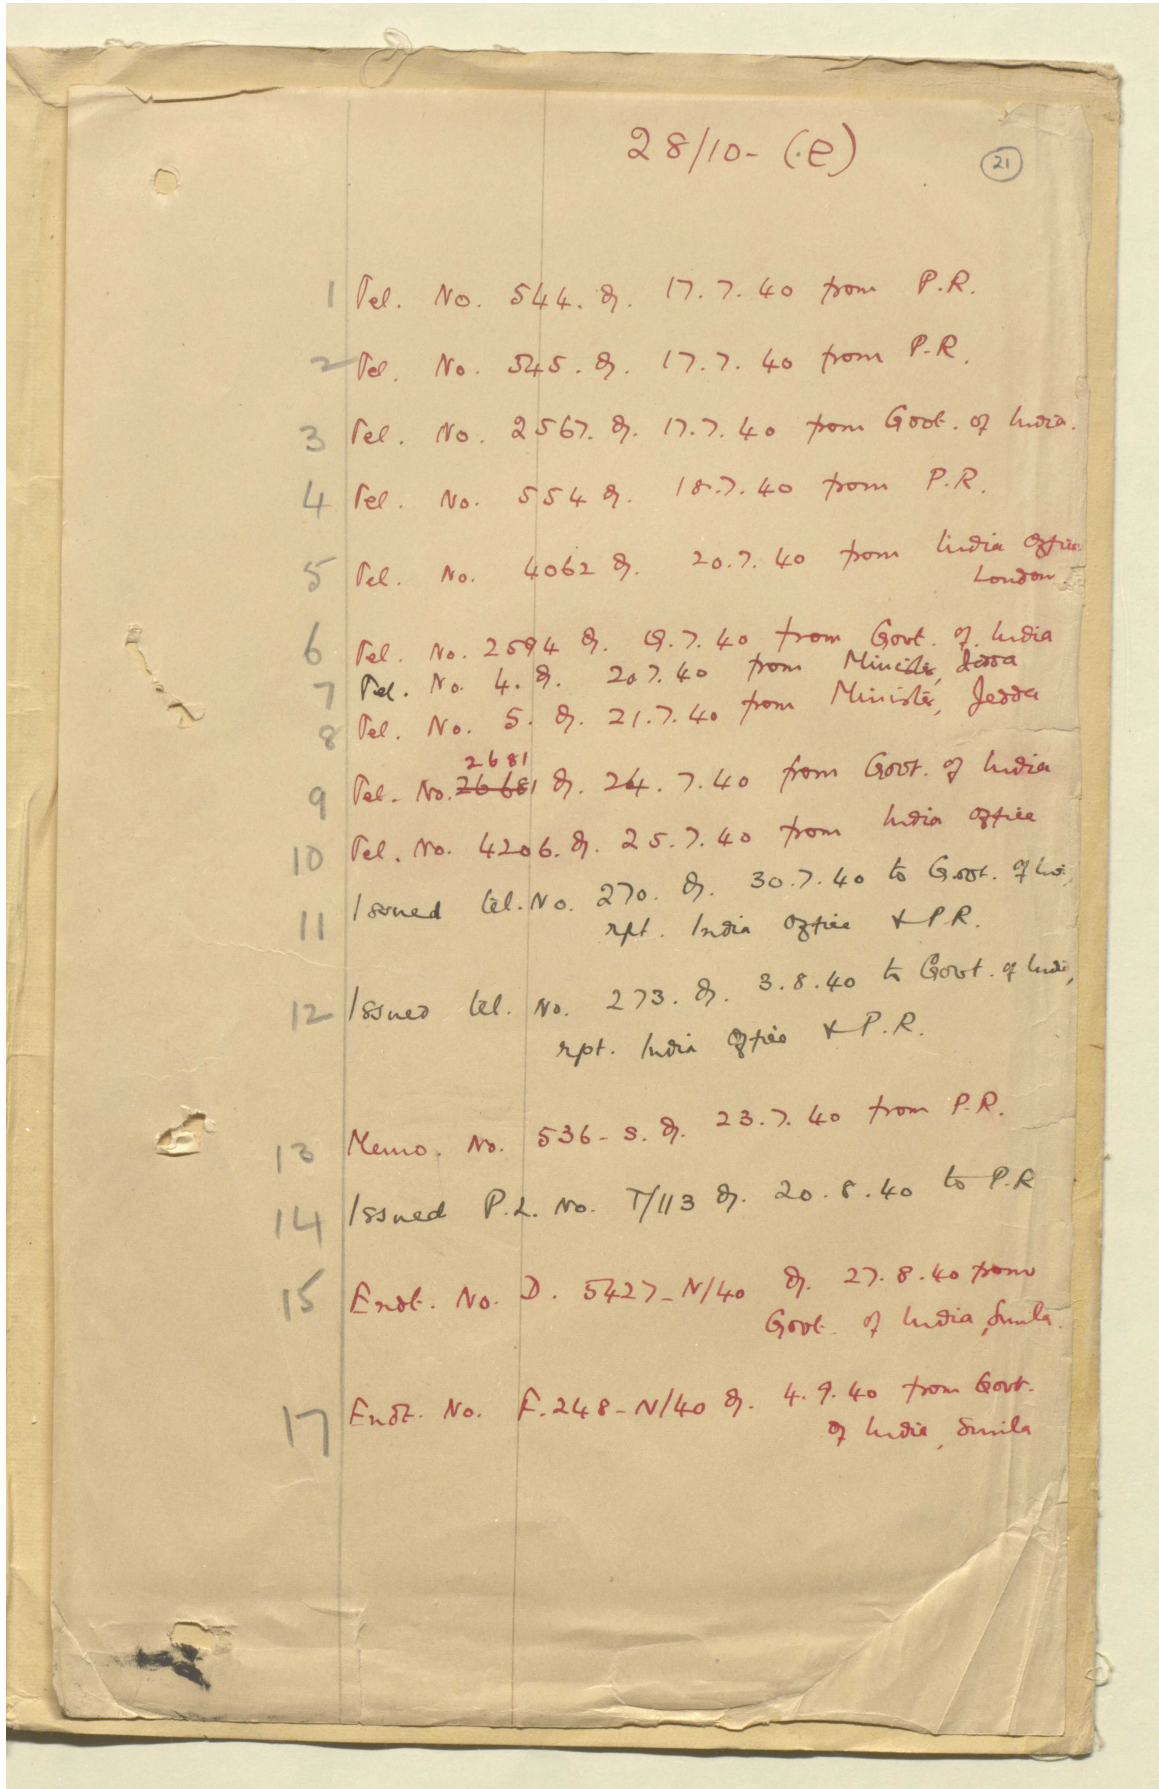 28/10- (.e)
21
1 Tel. No. 544. d. 17.7.40 from P.R.
2 Tel. No. 545. d. 17.7.40 from P.R.
3 Tel. No. 2567. d. 17.7.40 from Govt. of India.
4 Tel. No. 554 d. 18.7.40 from P.R.
5 Tel. No. 4062 d. 20.7.40 from India Office
London.
6 Tel. No. 2594 d. 19.7.40 from Govt. of India
7 Tel. No. 4. d. 20.7.40 from Minister, Jedda
8 Tel. No. 5. d. 21.7.40 from Minister, Jedda
2681
9 Tel. No. 26681 d. 24.7.40 from Govt. of India
10 Tel. No. 4206. d. 25.7.40 from India Office
11 Issued tel. No. 270. d. 30.7.40 to Govt. of India,
rpt. India Office & P.R.
12 Issued tel. No. 273. d. 3.8.40 to Govt. of India,
rpt. India Office & P.R.
13 Memo. No. 536-S. d. 23.7.40 from P.R.
14 Issued P.L. No. T/113 d. 20.8.40 to P.R
15 Endt. No. D. 5427-N/40 d. 27.8.40 from
Govt. of India, Simla.
17 Endt. No. F.248-N/40 d. 4.9.40 from Govt.
of India, Simla